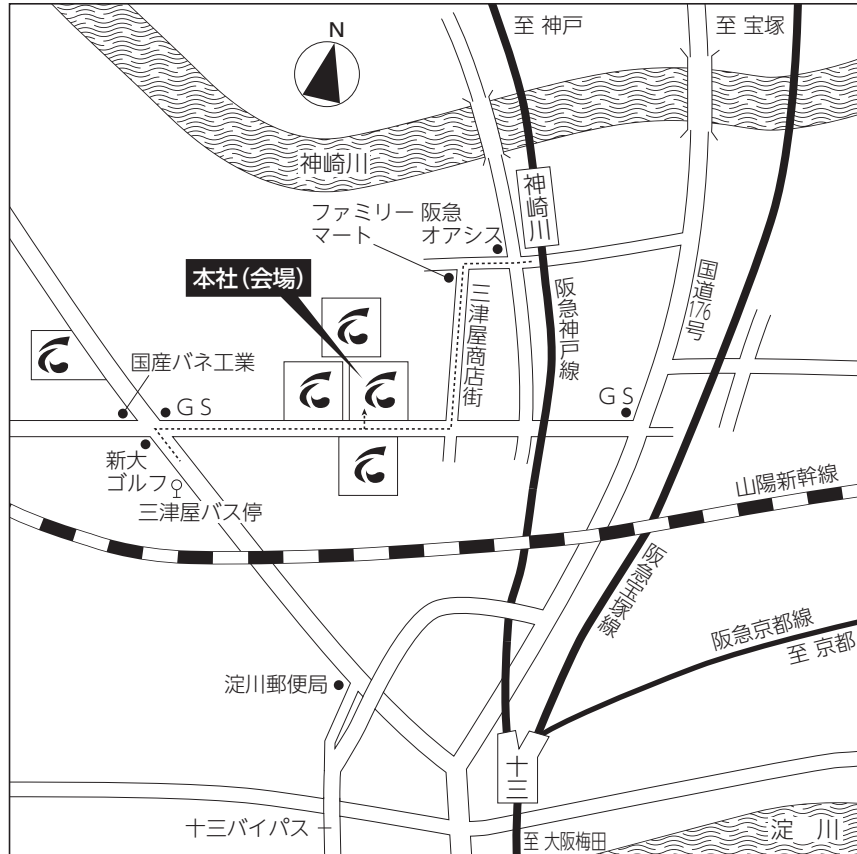 N
至 神戸
至 宝塚
神崎川
神崎川
ファミリー
マート
阪急
オアシス
本社(会場)
三津屋商店街
阪急神戸線
国道176号
国産バネ工業
GS
GS
新大
ゴルフ
三津屋バス停
山陽新幹線
阪急宝塚線
阪急京都線
至 京都
淀川郵便局
十三
十三バイパス
至 大阪梅田
淀 川